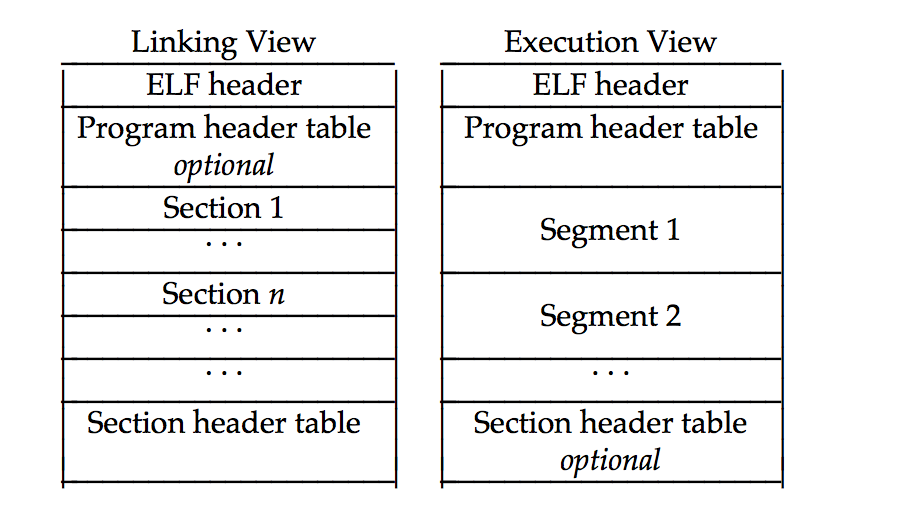 Linking View
ELF header
Program header table
optional
Section 1
. . .
Section n
. . .
. . .
Section header table
Execution View
ELF header
Program header table
Segment 1
Segment 2
. . .
Section header table
optional